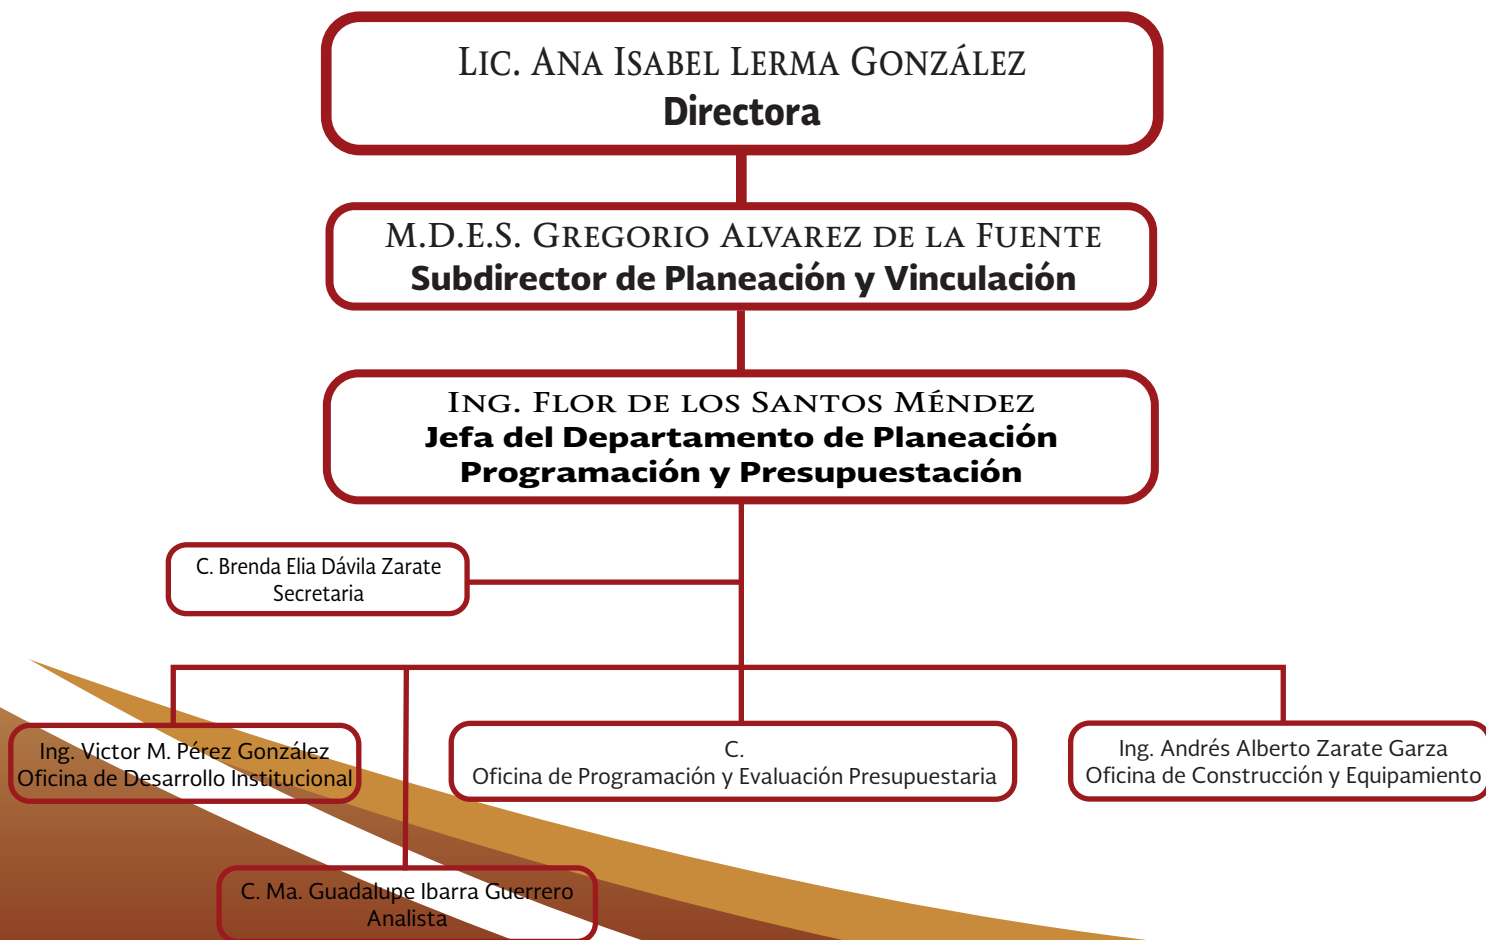 Lic. Ana Isabel Lerma González
Directora
M.D.E.S. Gregorio Alvarez de la Fuente
Subdirector de Planeación y Vinculación
Ing. Flor de los Santos Méndez
Jefa del Departamento de Planeación
Programación y Presupuestación
C. Brenda Elia Dávila Zarate
Secretaria
Ing. Victor M. Pérez González
Oficina de Desarrollo Institucional
C.
Oficina de Programación y Evaluación Presupuestaria
Ing. Andrés Alberto Zarate Garza
Oficina de Construcción y Equipamiento
C. Ma. Guadalupe Ibarra Guerrero
Analista